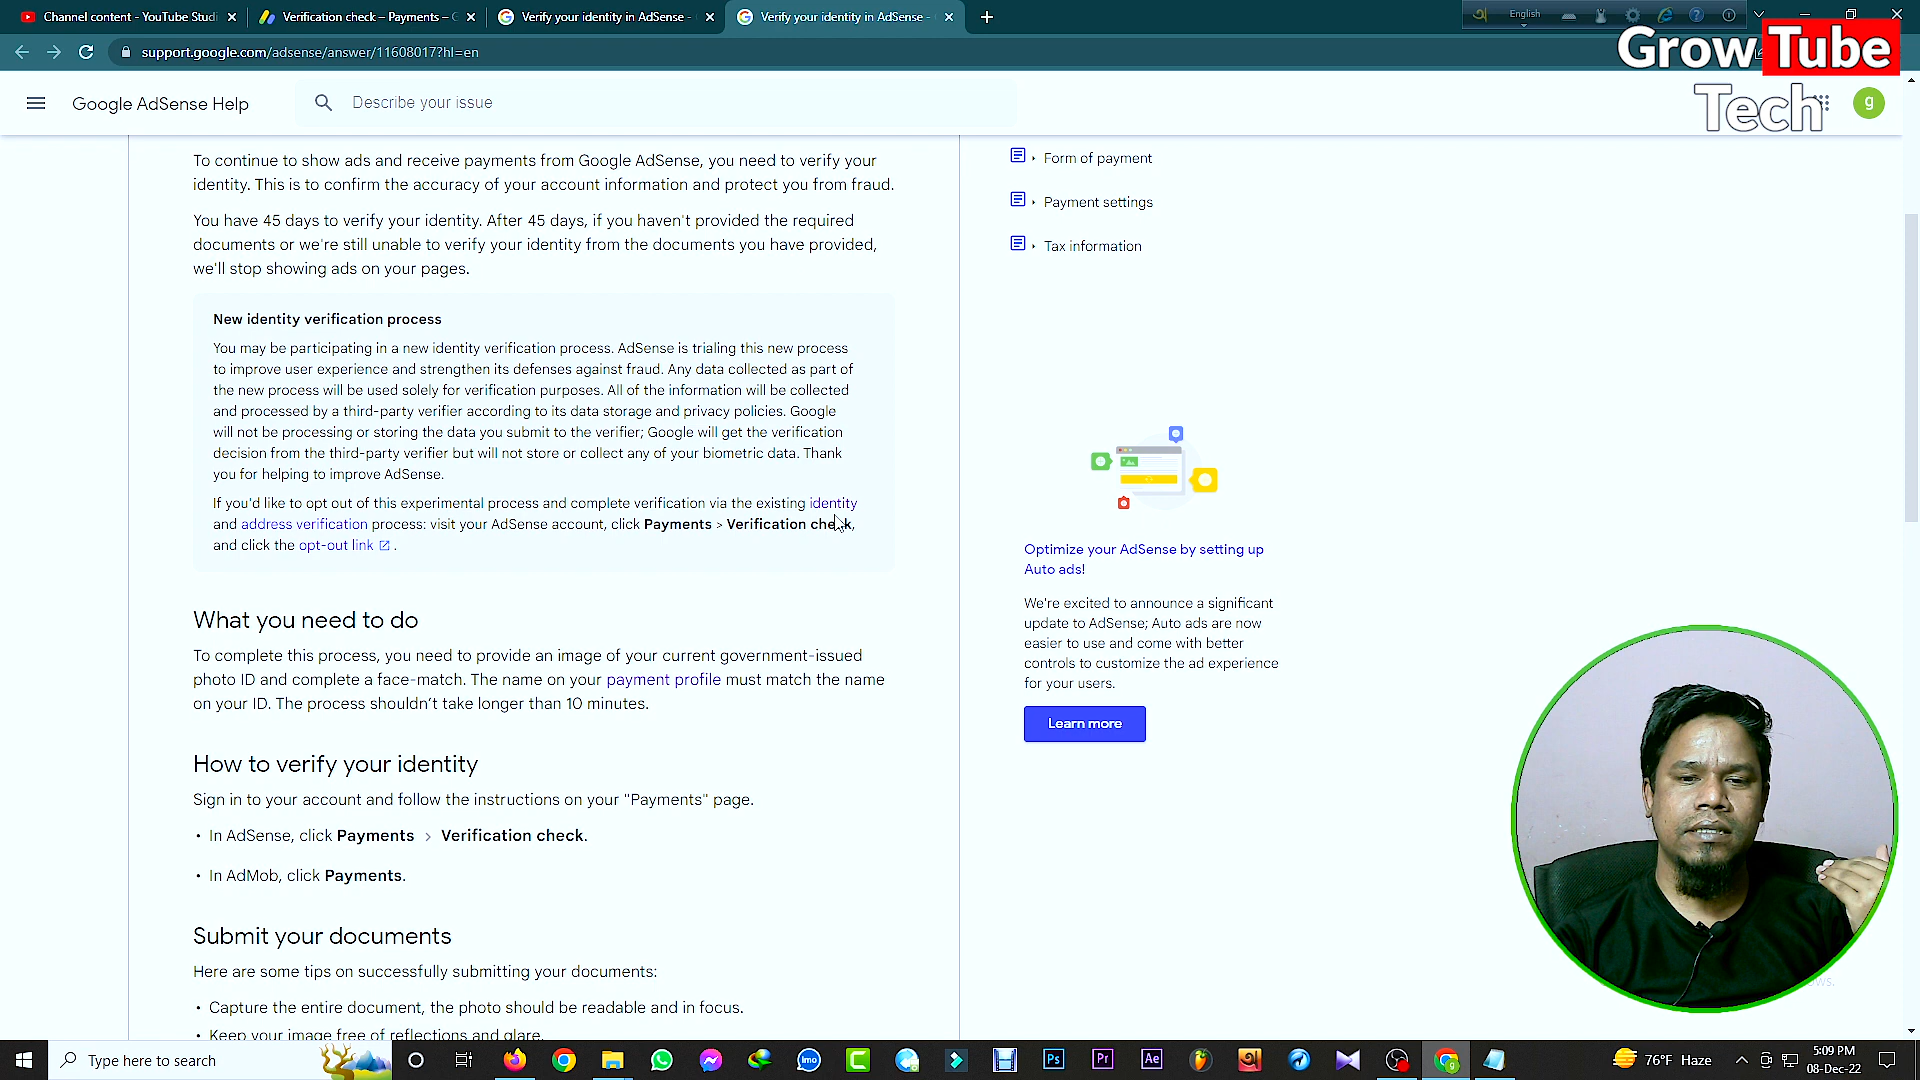 Channel content - YouTube Studi
Verification check – Payments – G
Verify your identity in AdSense -
Verify your identity in AdSense -
English
support.google.com/adsense/answer/11608017?hl=en
GrowTube
Tech
Google AdSense Help
Describe your issue
g
To continue to show ads and receive payments from Google AdSense, you need to verify your
identity. This is to confirm the accuracy of your account information and protect you from fraud.
You have 45 days to verify your identity. After 45 days, if you haven't provided the required
documents or we're still unable to verify your identity from the documents you have provided,
we'll stop showing ads on your pages.
New identity verification process
You may be participating in a new identity verification process. AdSense is trialing this new process
to improve user experience and strengthen its defenses against fraud. Any data collected as part of
the new process will be used solely for verification purposes. All of the information will be collected
and processed by a third-party verifier according to its data storage and privacy policies. Google
will not be processing or storing the data you submit to the verifier; Google will get the verification
decision from the third-party verifier but will not store or collect any of your biometric data. Thank
you for helping to improve AdSense.
If you'd like to opt out of this experimental process and complete verification via the existing identity
and address verification process: visit your AdSense account, click Payments > Verification check,
and click the opt-out link .
What you need to do
To complete this process, you need to provide an image of your current government-issued
photo ID and complete a face-match. The name on your payment profile must match the name
on your ID. The process shouldn't take longer than 10 minutes.
How to verify your identity
Sign in to your account and follow the instructions on your "Payments" page.
• In AdSense, click Payments > Verification check.
• In AdMob, click Payments.
Submit your documents
Here are some tips on successfully submitting your documents:
• Capture the entire document, the photo should be readable and in focus.
• Keep your image free of reflections and glare.
Form of payment
Payment settings
Tax information
Optimize your AdSense by setting up
Auto ads!
We're excited to announce a significant
update to AdSense; Auto ads are now
easier to use and come with better
controls to customize the ad experience
for your users.
Learn more
Type here to search
imo
Ps
Pr
Ae
76°F Haze
5:09 PM
08-Dec-22